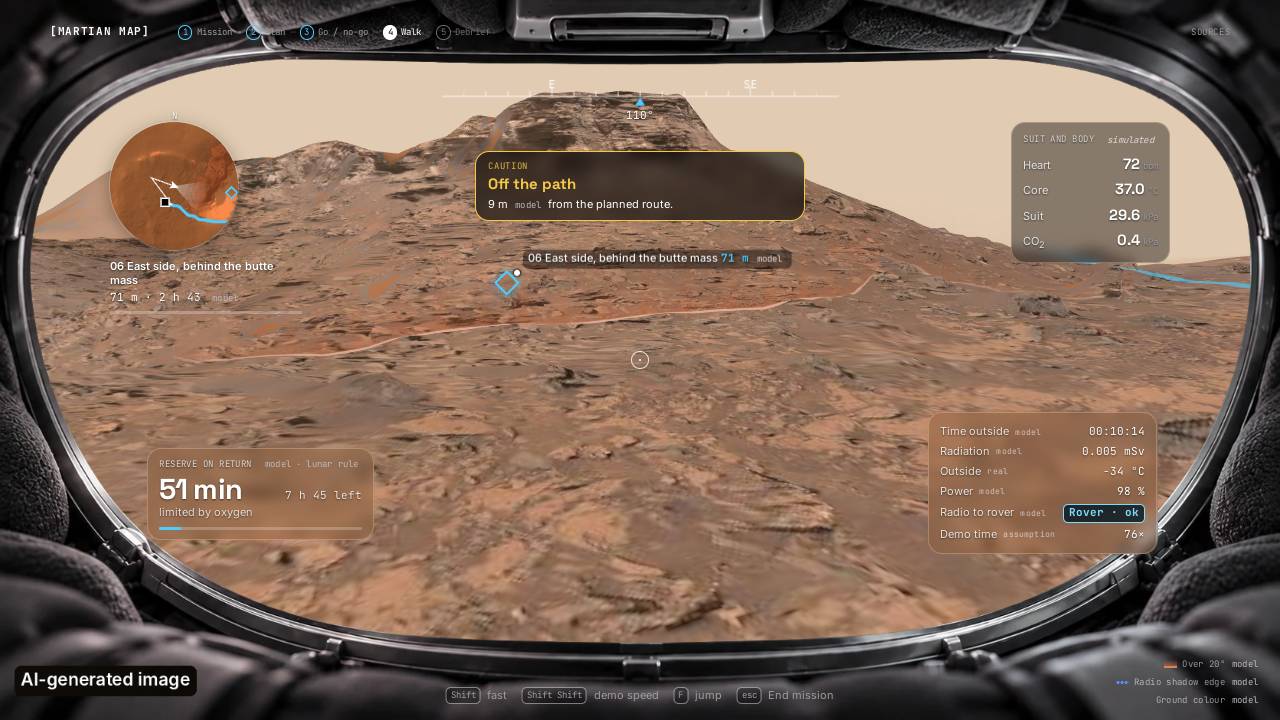 [MARTIAN MAP]
1 Mission
2 Plan
3 Go / no-go
4 Walk
5 Debrief
SOURCES
E
SE
110°
N
CAUTION
Off the path
9 m model from the planned route.
SUIT AND BODY simulated
Heart 72 bpm
Core 37.0 °C
Suit 29.6 kPa
CO2 0.4 kPa
06 East side, behind the butte mass 71 m model
06 East side, behind the butte
mass
71 m · 2 h 43 model
RESERVE ON RETURN model · lunar rule
51 min 7 h 45 left
limited by oxygen
Time outside model 00:10:14
Radiation model 0.005 mSv
Outside real -34 °C
Power model 98 %
Radio to rover model Rover · ok
Demo time assumption 76×
AI-generated image
Shift fast Shift Shift demo speed F jump esc End mission
Over 20° model
Radio shadow edge model
Ground colour model